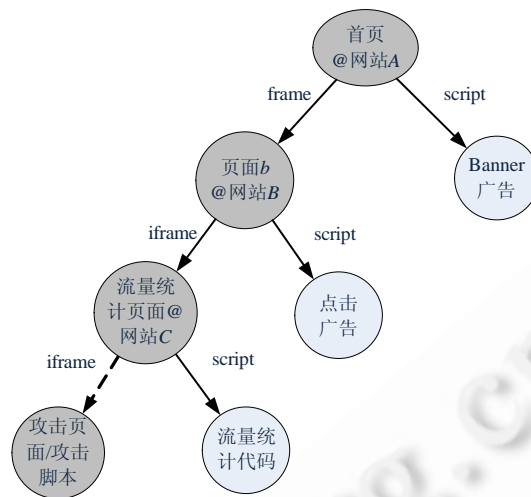 首页
@网站A
frame
script
页面b
@网站B
Banner
广告
iframe
script
流量统
计页面@
网站C
点击
广告
iframe
script
攻击页
面/攻击
脚本
流量统
计代码